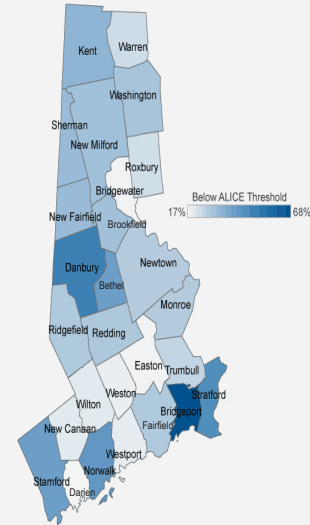 Kent
Warren
Washington
Sherman
New Milford
Roxbury
Bridgewater
Below ALICE Threshold
17% 68%
New Fairfield
Brookfield
Danbury
Newtown
Bethel
Monroe
Ridgefield
Redding
Easton
Trumbull
Weston
Stratford
Wilton
Bridgeport
New Canaan
Fairfield
Westport
Norwalk
Stamford
Darien